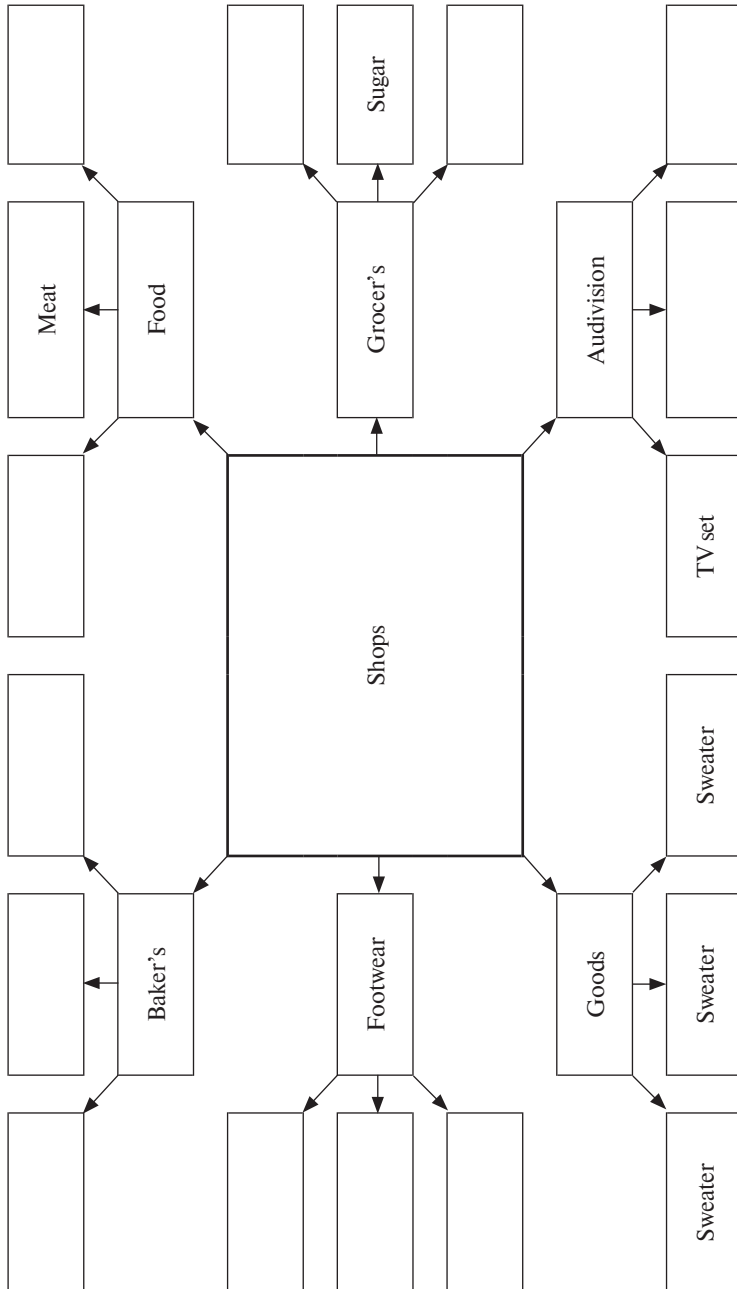 Meat
Baker's
Food
Footwear
Shops
Grocer's
Sugar
Goods
Audivision
Sweater
Sweater
Sweater
TV set